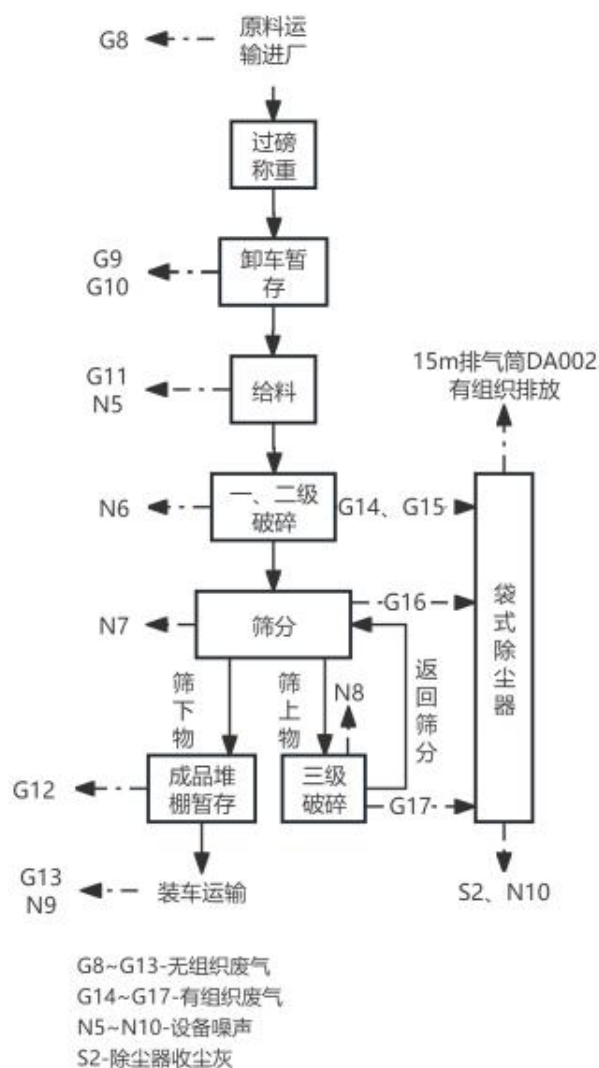 G8
原料运
输进厂
过磅
称重
G9
G10
卸车暂
存
15m排气筒DA002
有组织排放
G11
N5
给料
N6
一、二级
破碎
G14、G15
袋式除尘器
N7
筛分
G16
筛下物
筛上物
N8
返回筛分
G12
成品堆
棚暂存
三级
破碎
G17
G13
N9
装车运输
S2、N10
G8~G13-无组织废气
G14~G17-有组织废气
N5~N10-设备噪声
S2-除尘器收尘灰